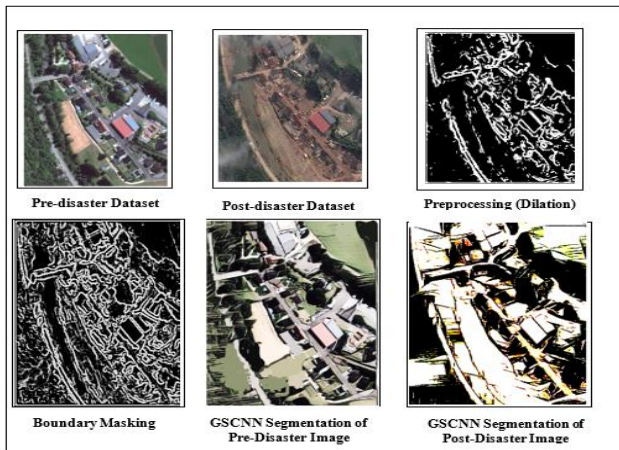 Pre-disaster Dataset
Post-disaster Dataset
Preprocessing (Dilation)
Boundary Masking
GSCNN Segmentation of
Pre-Disaster Image
GSCNN Segmentation of
Post-Disaster Image